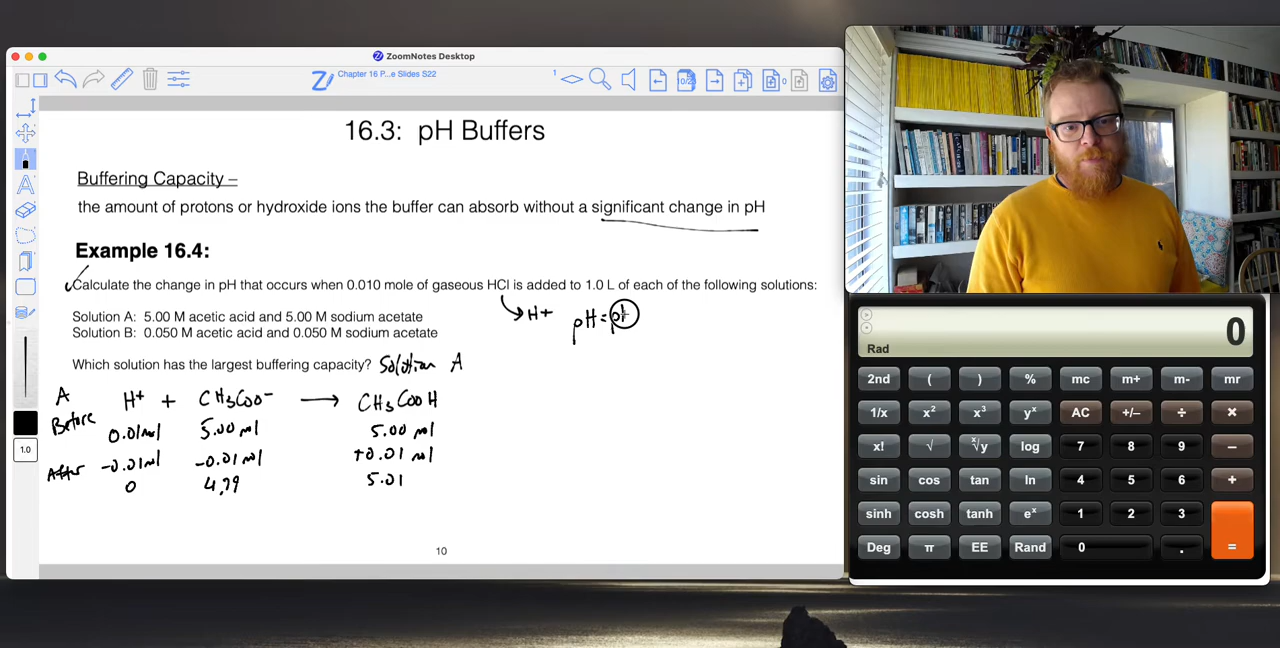 ZoomNotes Desktop
Chapter 16 P...e Slides S22
1
10/2
0
16.3: pH Buffers
Buffering Capacity –
the amount of protons or hydroxide ions the buffer can absorb without a significant change in pH
Example 16.4:
Calculate the change in pH that occurs when 0.010 mole of gaseous HCl is added to 1.0 L of each of the following solutions:
H+
pH =
Solution A: 5.00 M acetic acid and 5.00 M sodium acetate
Solution B: 0.050 M acetic acid and 0.050 M sodium acetate
Which solution has the largest buffering capacity? Solution A
A H+ + CH3COO- → CH3COOH
Before 0.01 mol 5.00 mol 5.00 mol
-0.01 mol -0.01 mol +0.01 mol
After 0 4.99 5.01
10
1.0
A
0
Rad
2nd ( ) % mc m+ m- mr
1/x x² x³ yˣ AC +/– ÷ ×
x! √ ˣ√y log 7 8 9 −
sin cos tan ln 4 5 6 +
sinh cosh tanh eˣ 1 2 3
Deg π EE Rand 0 . =